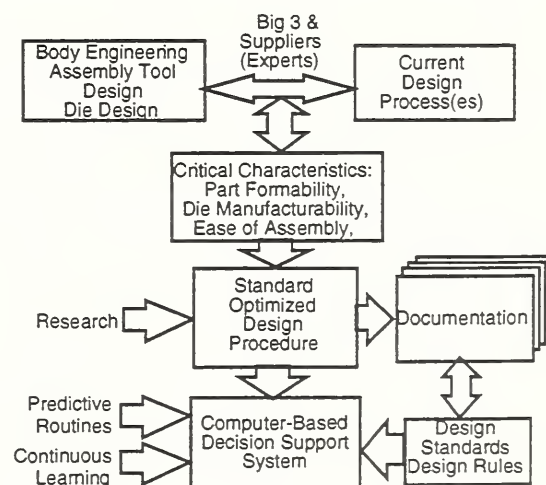 Big 3 &
Suppliers
(Experts)
Body Engineering
Assembly Tool
Design
Die Design
Current
Design
Process(es)
Critical Characteristics:
Part Formability,
Die Manufacturability,
Ease of Assembly,
Research
Standard
Optimized
Design
Procedure
Documentation
Predictive
Routines
Continuous
Learning
Computer-Based
Decision Support
System
Design
Standards
Design Rules